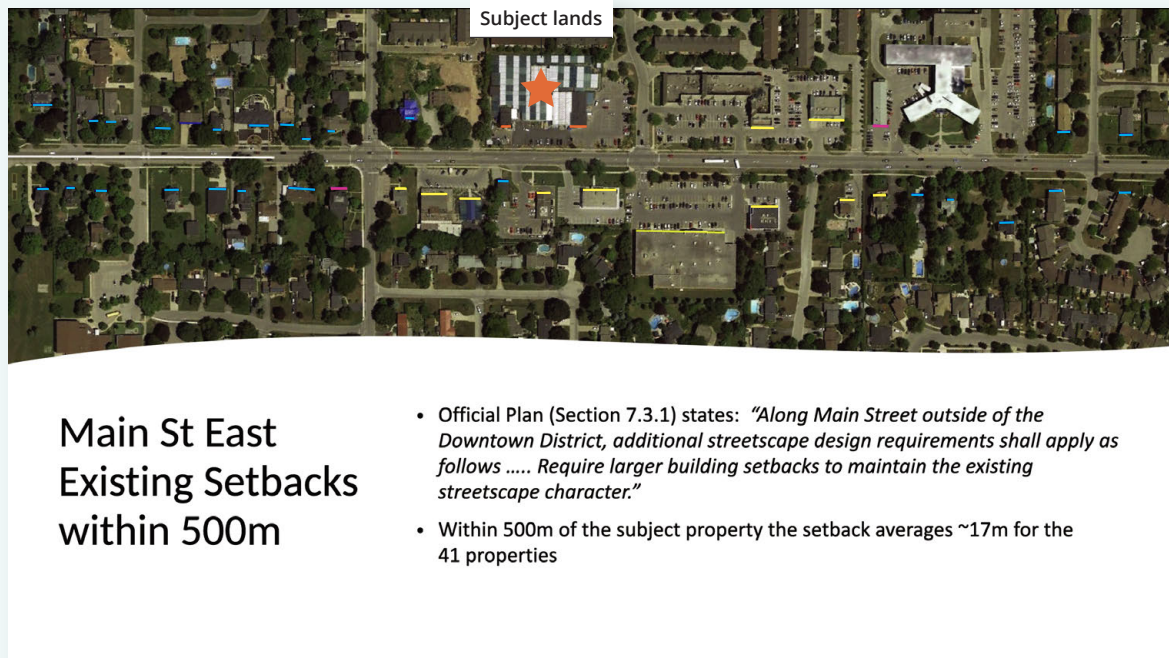 Subject lands
Main St East
Existing Setbacks
within 500m
• Official Plan (Section 7.3.1) states:  “Along Main Street outside of the
Downtown District, additional streetscape design requirements shall apply as
follows ..... Require larger building setbacks to maintain the existing
streetscape character.”
• Within 500m of the subject property the setback averages ~17m for the
41 properties